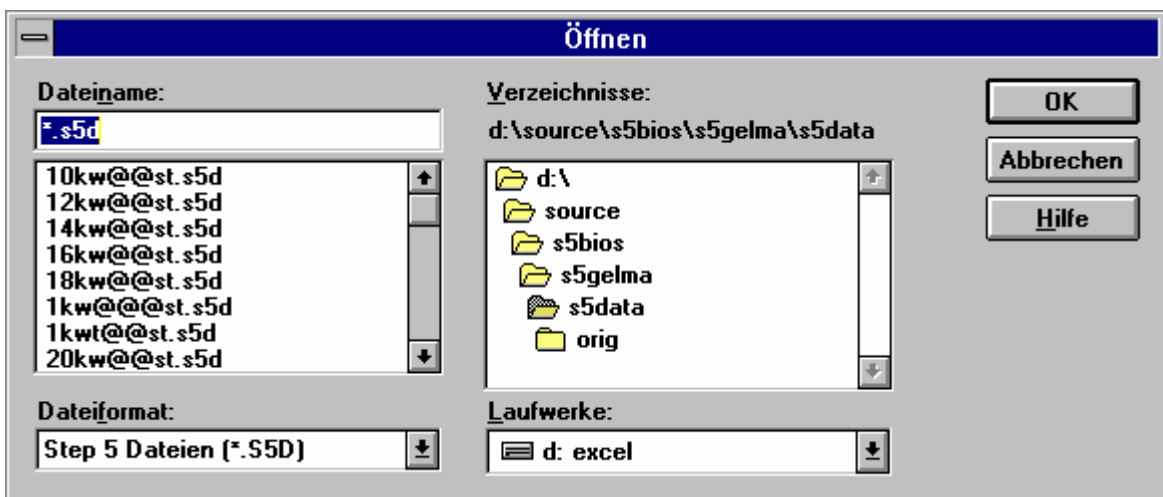 Öffnen
Dateiname:
*.s5d
10kw@@st.s5d
12kw@@st.s5d
14kw@@st.s5d
16kw@@st.s5d
18kw@@st.s5d
1kw@@@st.s5d
1kwt@@st.s5d
20kw@@st.s5d
Dateiformat:
Step 5 Dateien (*.S5D)
Verzeichnisse:
d:\source\s5bios\s5gelma\s5data
d:\
source
s5bios
s5gelma
s5data
orig
Laufwerke:
d: excel
OK
Abbrechen
Hilfe